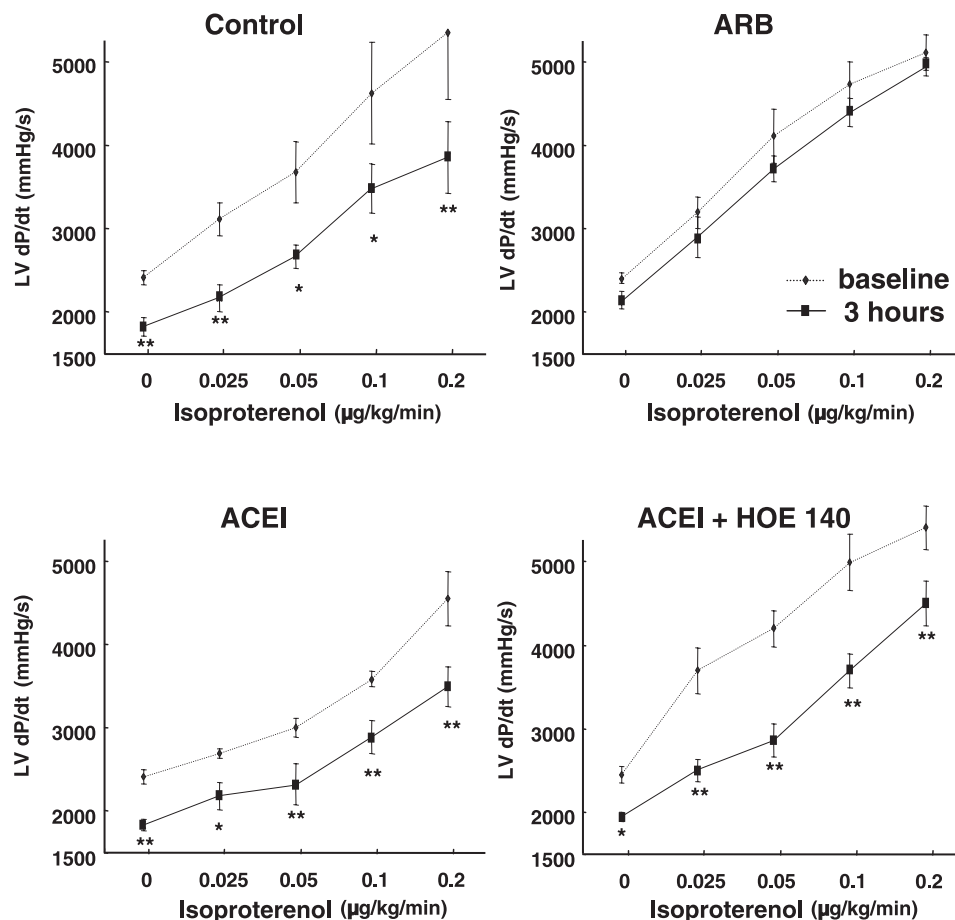 Control
5000
4000
3000
2000
1500
LV dP/dt (mmHg/s)
**
**
*
*
**
0 0.025 0.05 0.1 0.2
Isoproterenol (µg/kg/min)
ARB
5000
4000
3000
2000
1500
LV dP/dt (mmHg/s)
baseline
3 hours
0 0.025 0.05 0.1 0.2
Isoproterenol (µg/kg/min)
ACEI
5000
4000
3000
2000
1500
LV dP/dt (mmHg/s)
**
*
**
**
**
0 0.025 0.05 0.1 0.2
Isoproterenol (µg/kg/min)
ACEI + HOE 140
5000
4000
3000
2000
1500
LV dP/dt (mmHg/s)
*
**
**
**
**
0 0.025 0.05 0.1 0.2
Isoproterenol (µg/kg/min)